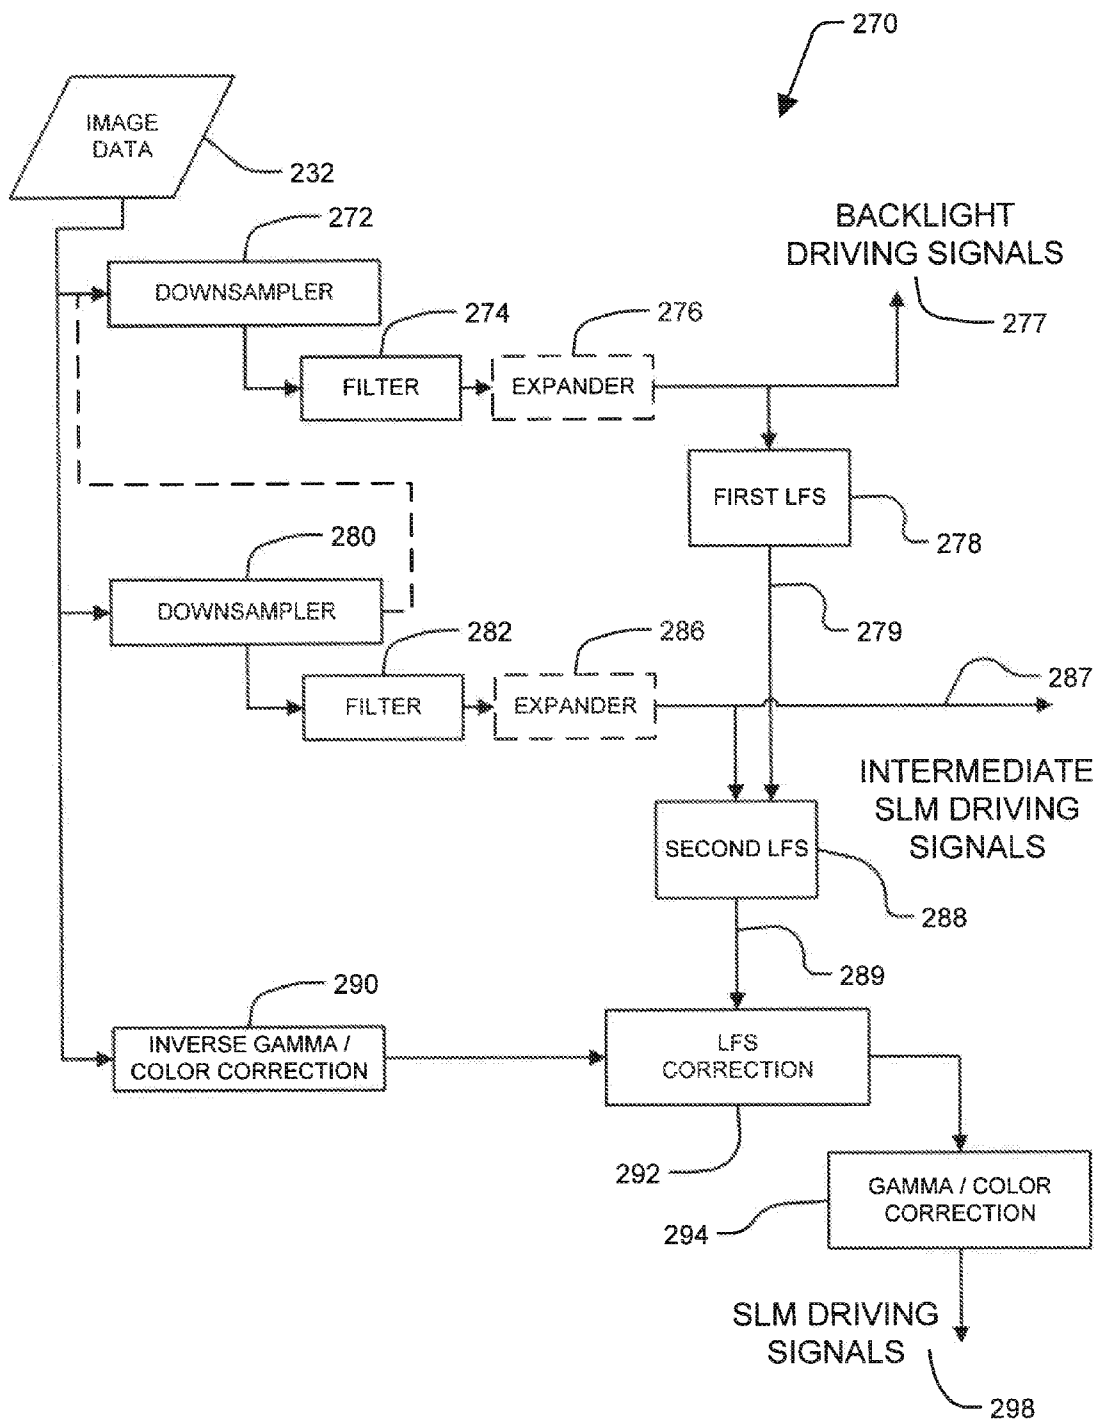 270
IMAGE
DATA
232
272
BACKLIGHT
DRIVING SIGNALS
277
DOWNSAMPLER
274
276
FILTER
EXPANDER
FIRST LFS
278
279
280
DOWNSAMPLER
282
286
FILTER
EXPANDER
287
INTERMEDIATE
SLM DRIVING
SIGNALS
SECOND LFS
288
289
290
INVERSE GAMMA /
COLOR CORRECTION
LFS
CORRECTION
292
GAMMA / COLOR
CORRECTION
294
SLM DRIVING
SIGNALS
298